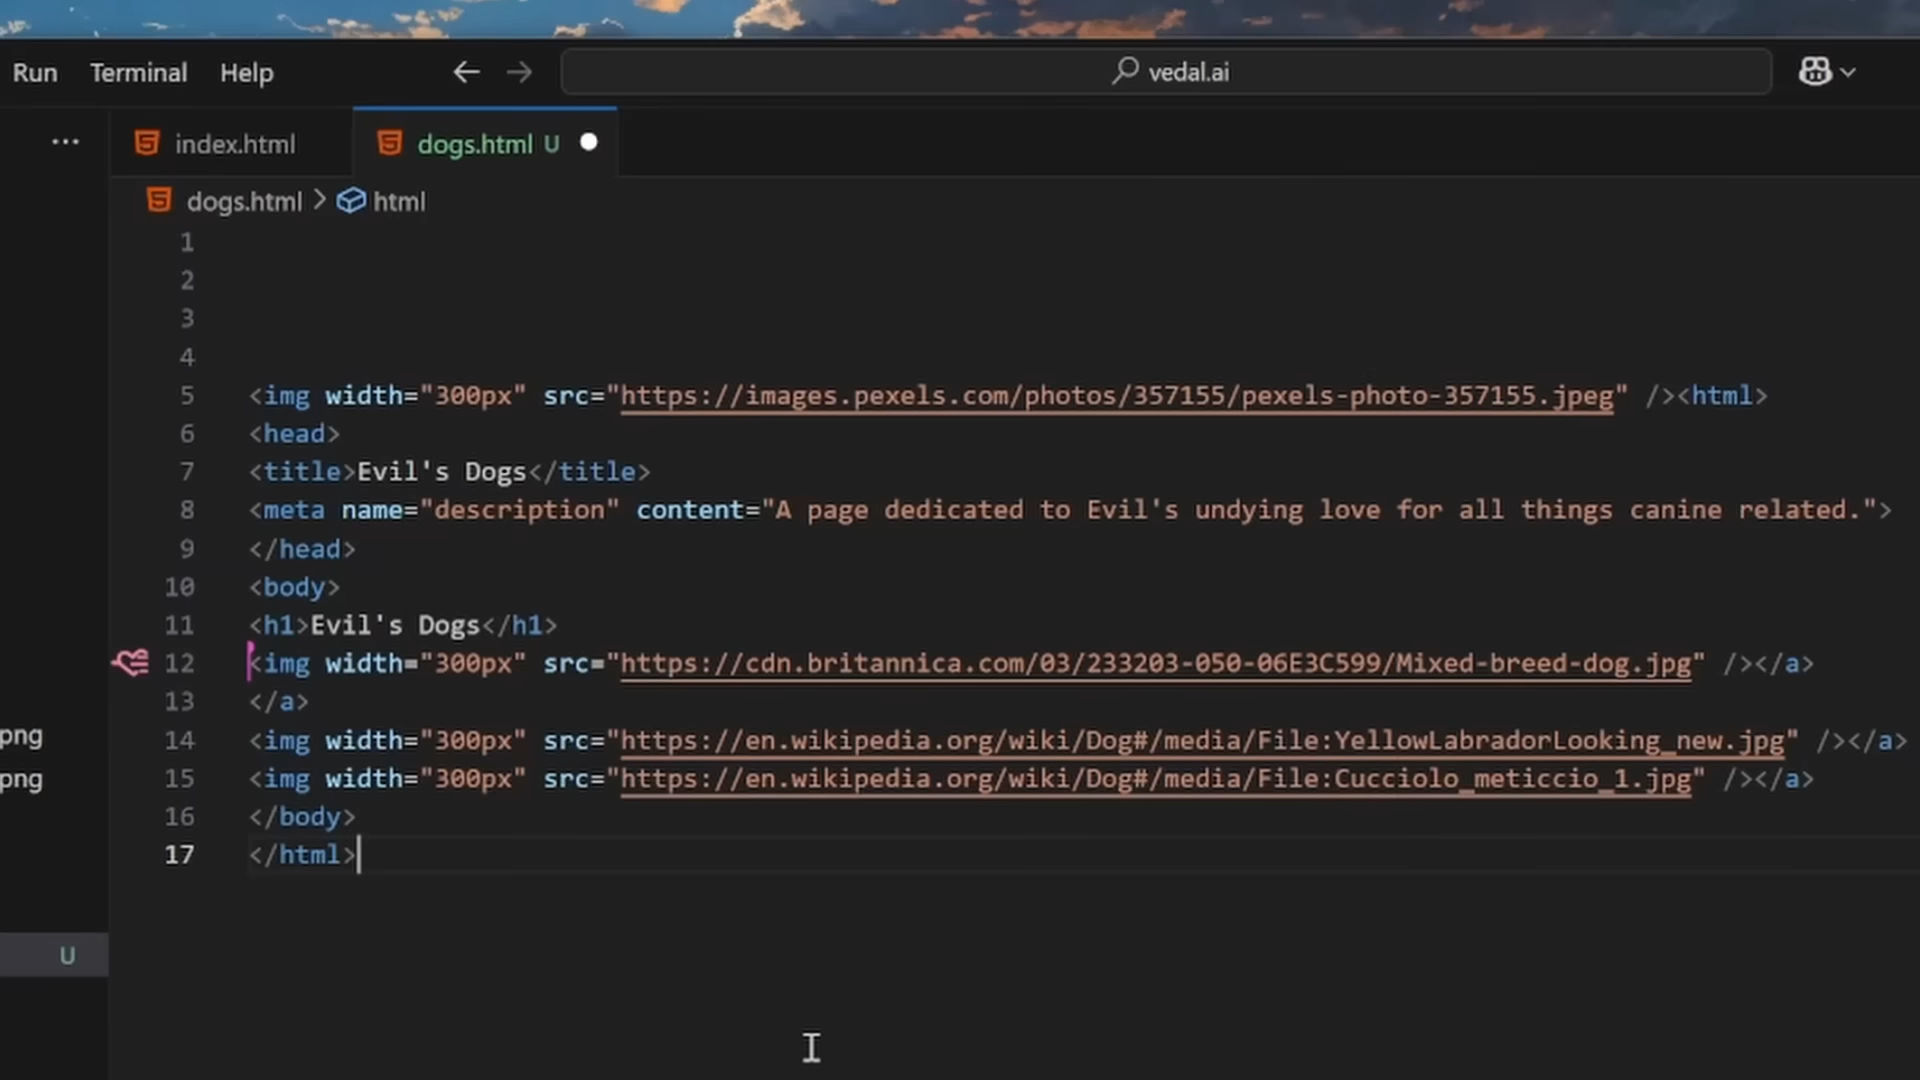 Run Terminal Help vedal.ai
index.html dogs.html U
dogs.html > html
1
2
3
4
5 <img width="300px" src="https://images.pexels.com/photos/357155/pexels-photo-357155.jpeg" /><html>
6 <head>
7 <title>Evil's Dogs</title>
8 <meta name="description" content="A page dedicated to Evil's undying love for all things canine related.">
9 </head>
10 <body>
11 <h1>Evil's Dogs</h1>
12 <img width="300px" src="https://cdn.britannica.com/03/233203-050-06E3C599/Mixed-breed-dog.jpg" /></a>
13 </a>
png
14 <img width="300px" src="https://en.wikipedia.org/wiki/Dog#/media/File:YellowLabradorLooking_new.jpg" /></a>
png
15 <img width="300px" src="https://en.wikipedia.org/wiki/Dog#/media/File:Cucciolo_meticcio_1.jpg" /></a>
16 </body>
17 </html>
U